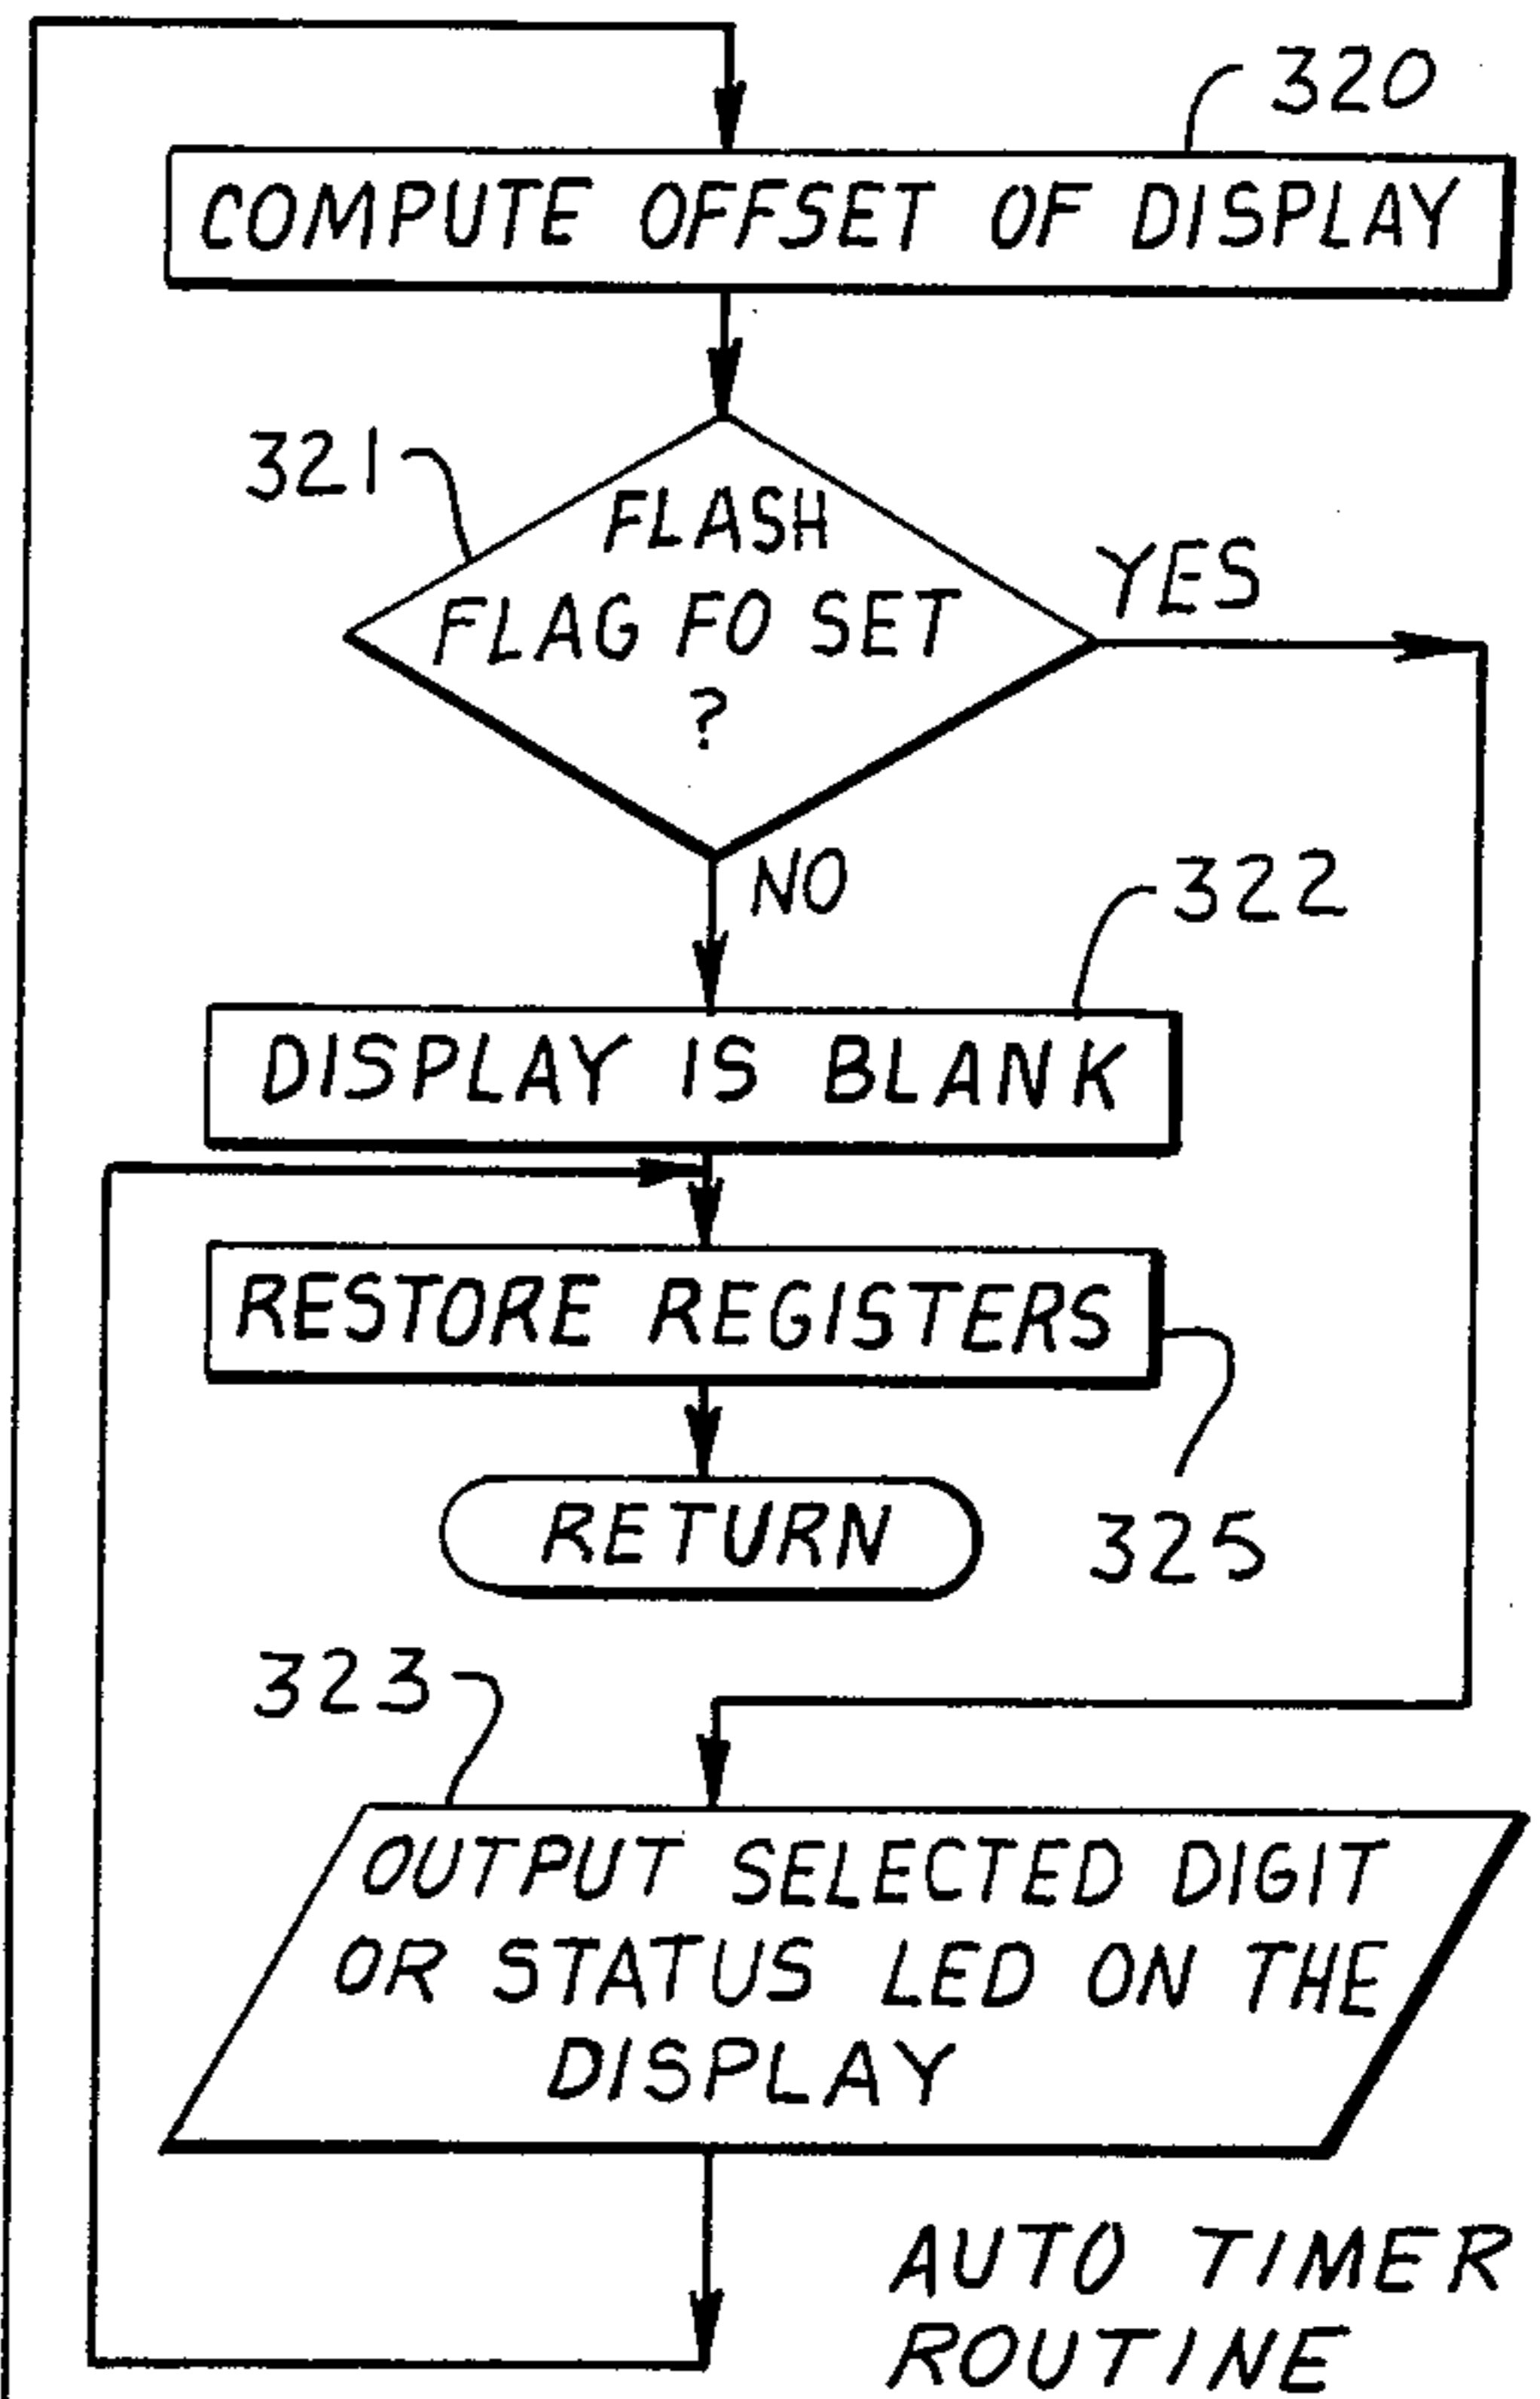 320
COMPUTE OFFSET OF DISPLAY
321
FLASH
FLAG FO SET
?
YES
NO
322
DISPLAY IS BLANK
RESTORE REGISTERS
RETURN
325
323
OUTPUT SELECTED DIGIT
OR STATUS LED ON THE
DISPLAY
AUTO TIMER
ROUTINE